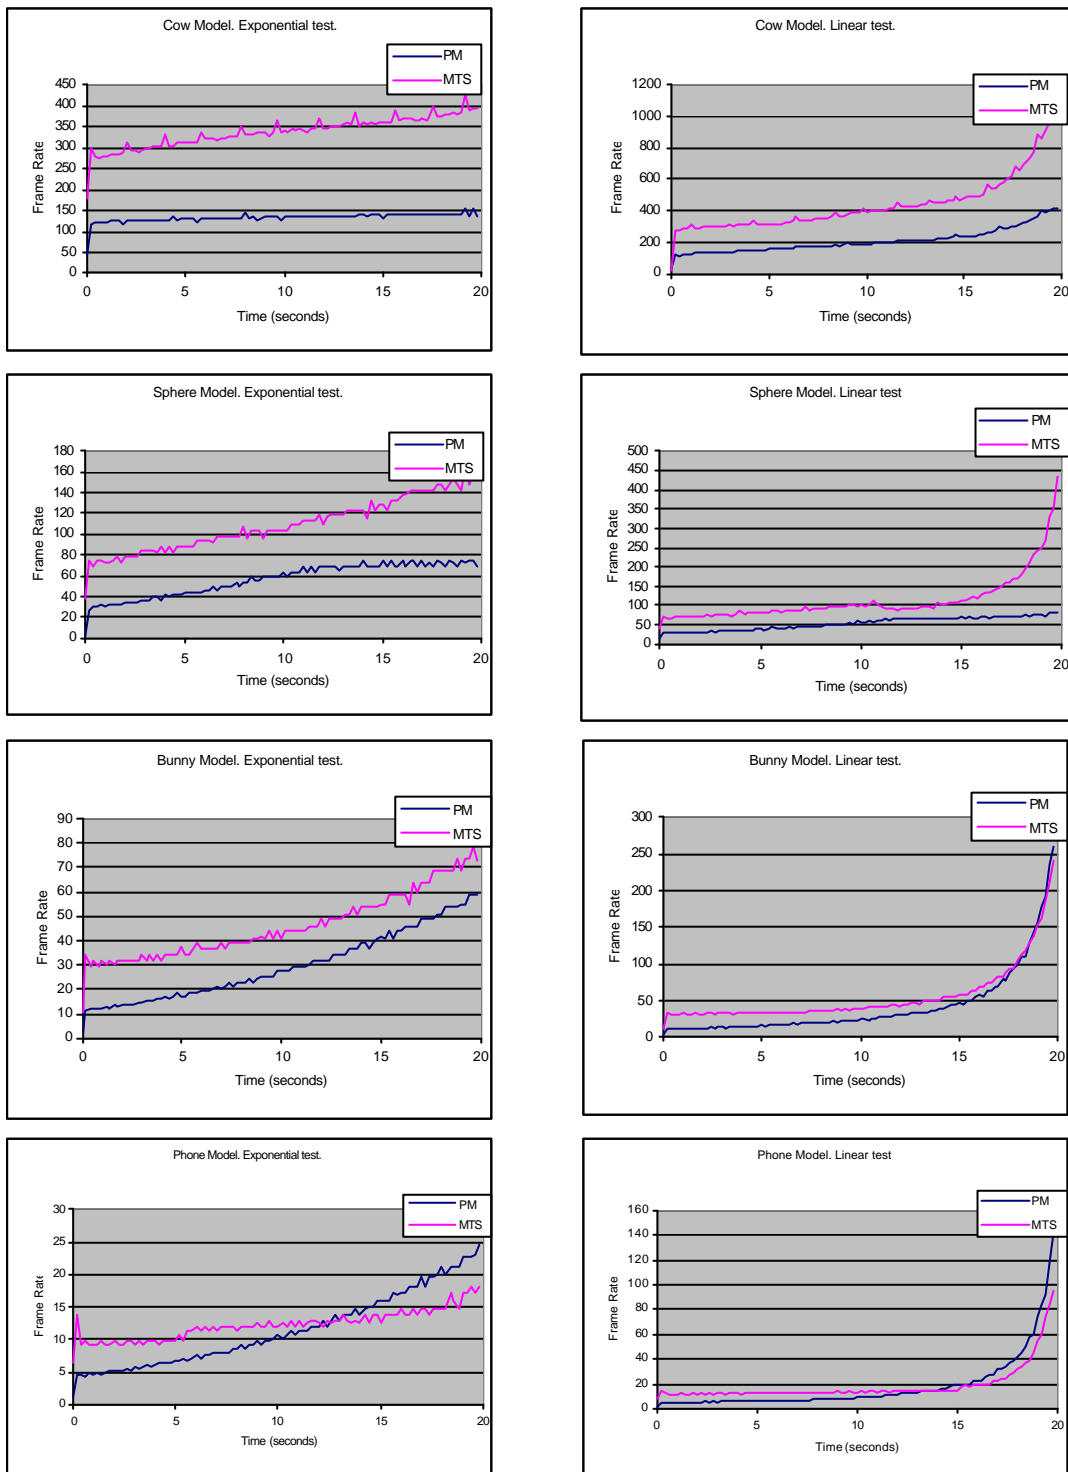 Cow Model. Exponential test.
PM
MTS
450
400
350
300
250
200
150
100
50
0
Frame Rate
0 5 10 15 20
Time (seconds)
Cow Model. Linear test.
PM
MTS
1200
1000
800
600
400
200
0
Frame Rate
0 5 10 15 20
Time (seconds)
Sphere Model. Exponential test.
PM
MTS
180
160
140
120
100
80
60
40
20
0
Frame Rate
0 5 10 15 20
Time (seconds)
Sphere Model. Linear test
PM
MTS
500
450
400
350
300
250
200
150
100
50
0
Frame Rate
0 5 10 15 20
Time (seconds)
Bunny Model. Exponential test.
PM
MTS
90
80
70
60
50
40
30
20
10
0
Frame Rate
0 5 10 15 20
Time (seconds)
Bunny Model. Linear test.
PM
MTS
300
250
200
150
100
50
0
Frame Rate
0 5 10 15 20
Time (seconds)
Phone Model. Exponential test.
PM
MTS
30
25
20
15
10
5
0
Frame Rate
0 5 10 15 20
Time (seconds)
Phone Model. Linear test
PM
MTS
160
140
120
100
80
60
40
20
0
Frame Rate
0 5 10 15 20
Time (seconds)